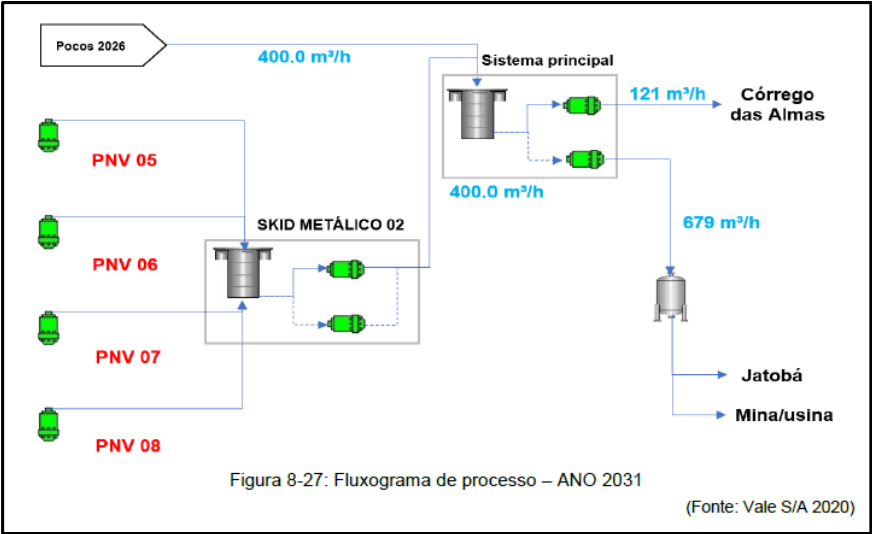 Pocos 2026
400.0 m³/h
Sistema principal
121 m³/h
Córrego
das Almas
PNV 05
400.0 m³/h
679 m³/h
SKID METÁLICO 02
PNV 06
PNV 07
Jatobá
Mina/usina
PNV 08
Figura 8-27: Fluxograma de processo – ANO 2031
(Fonte: Vale S/A 2020)